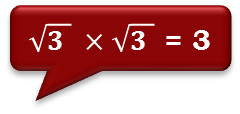 √3 × √3 = 3